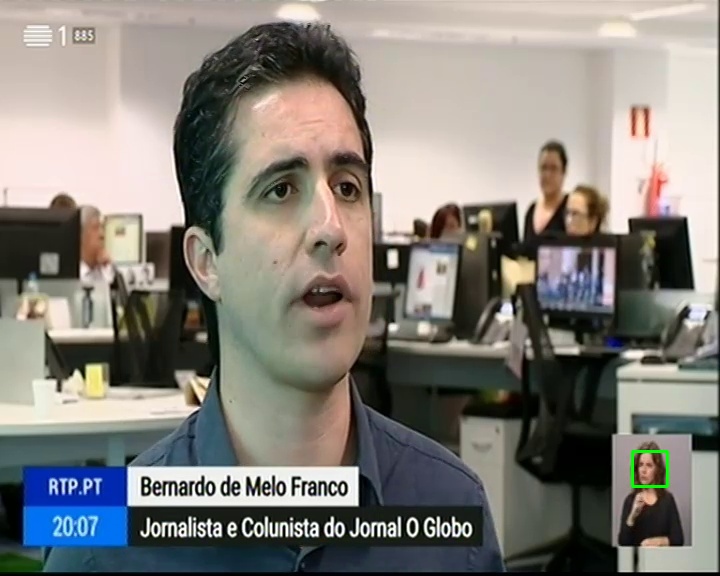 1 885
RTP.PT
Bernardo de Melo Franco
20:07
Jornalista e Colunista do Jornal O Globo